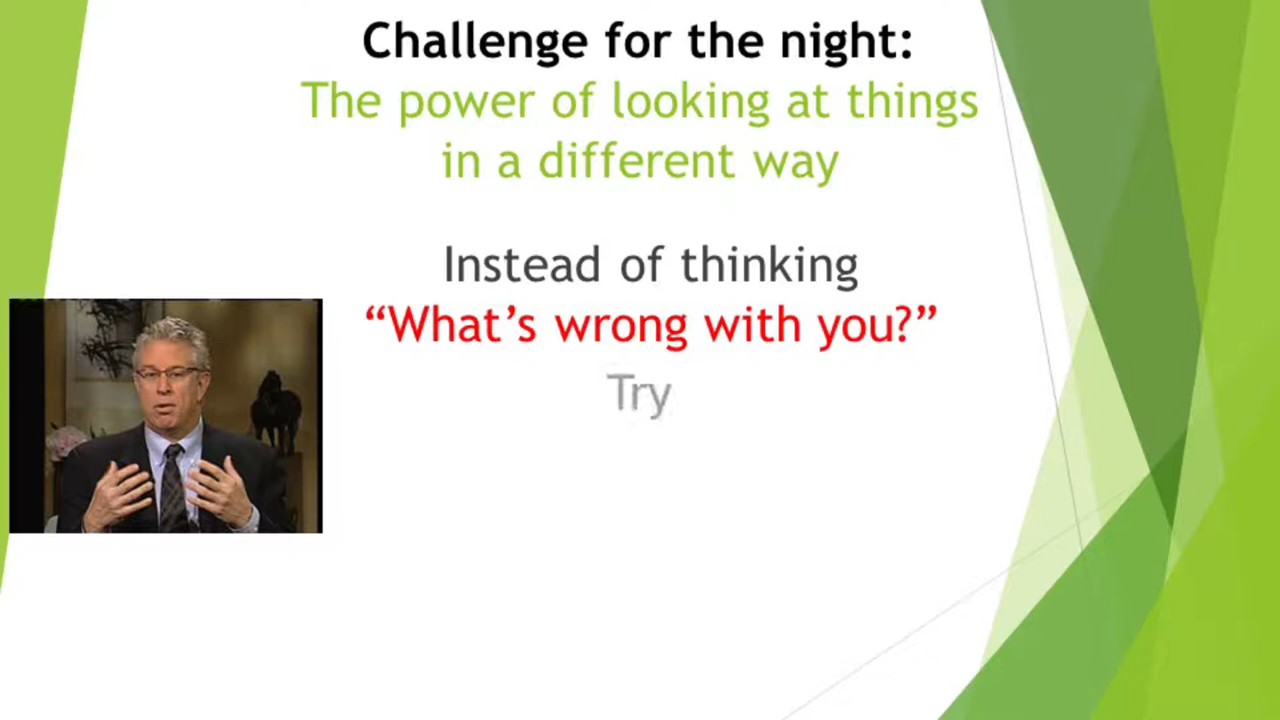 Challenge for the night:
The power of looking at things
in a different way
Instead of thinking
“What’s wrong with you?”
Try